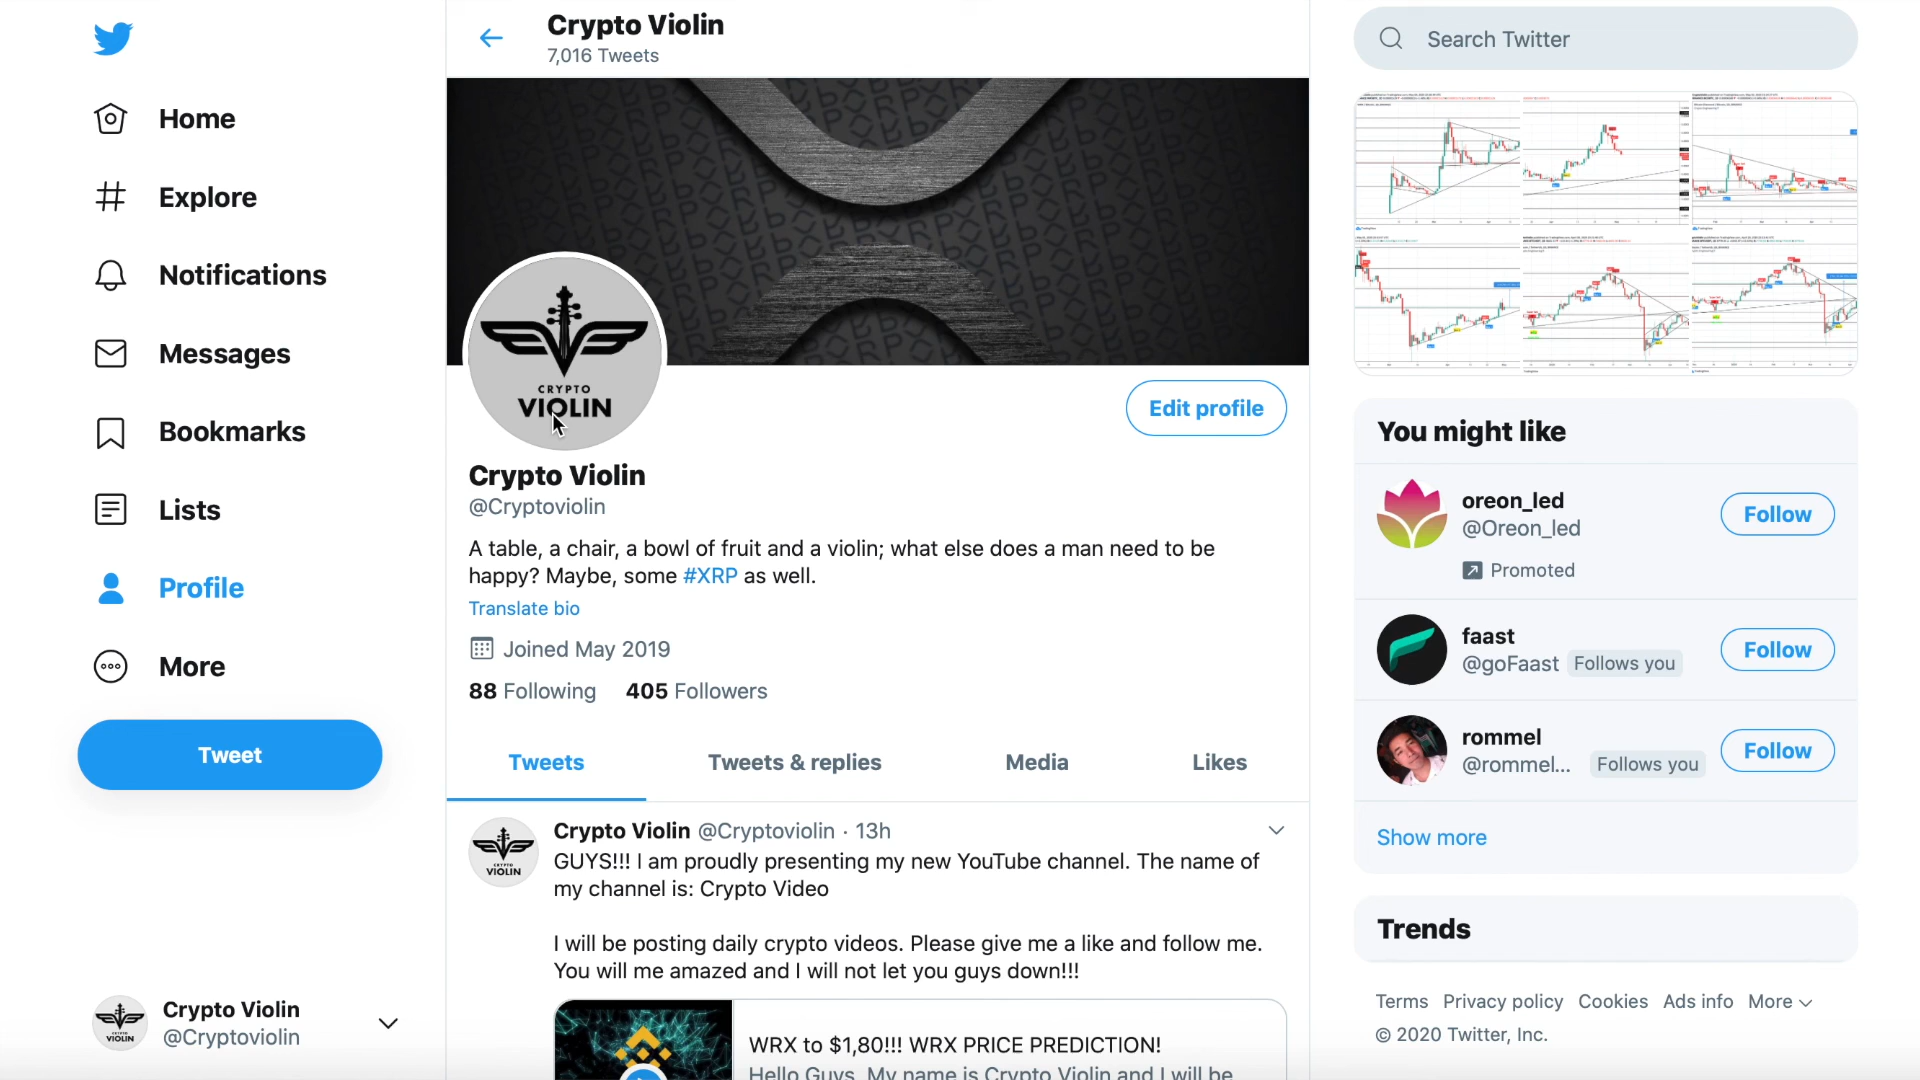 Home
Explore
Notifications
Messages
Bookmarks
Lists
Profile
More
Tweet
Crypto Violin
@Cryptoviolin
Crypto Violin
7,016 Tweets
CRYPTO
VIOLIN
Edit profile
Crypto Violin
@Cryptoviolin
A table, a chair, a bowl of fruit and a violin; what else does a man need to be
happy? Maybe, some #XRP as well.
Translate bio
Joined May 2019
88 Following 405 Followers
Tweets Tweets & replies Media Likes
CRYPTO
VIOLIN
Crypto Violin @Cryptoviolin · 13h
GUYS!!! I am proudly presenting my new YouTube channel. The name of
my channel is: Crypto Video
I will be posting daily crypto videos. Please give me a like and follow me.
You will me amazed and I will not let you guys down!!!
WRX to $1,80!!! WRX PRICE PREDICTION!
Hello Guys, My name is Crypto Violin and I will be
Search Twitter
You might like
oreon_led
@Oreon_led
Follow
Promoted
faast
@goFaast Follows you
Follow
rommel
@rommel... Follows you
Follow
Show more
Trends
Terms Privacy policy Cookies Ads info More
© 2020 Twitter, Inc.